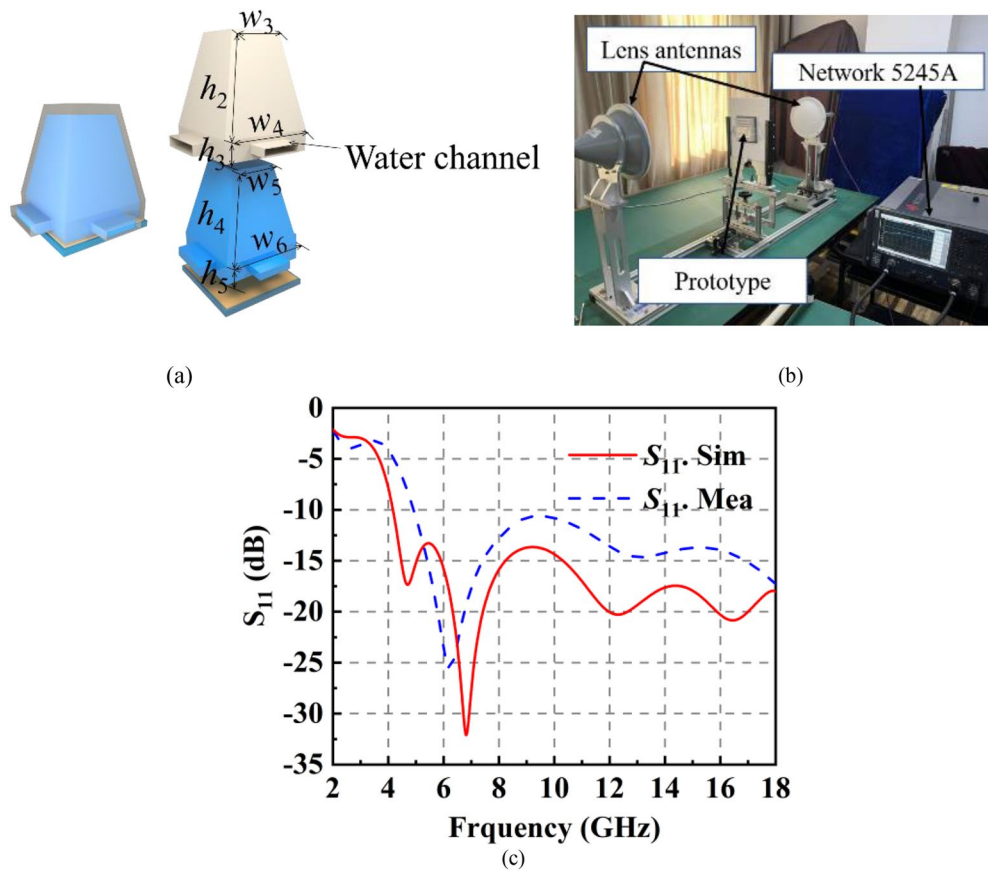 w3
h2
w4
h3
Water channel
w5
h4
w6
h5
Lens antennas
Network 5245A
Prototype
(a)
(b)
0
-5
-10
-15
-20
-25
-30
-35
S11 (dB)
S11. Sim
S11. Mea
2 4 6 8 10 12 14 16 18
Frquency (GHz)
(c)